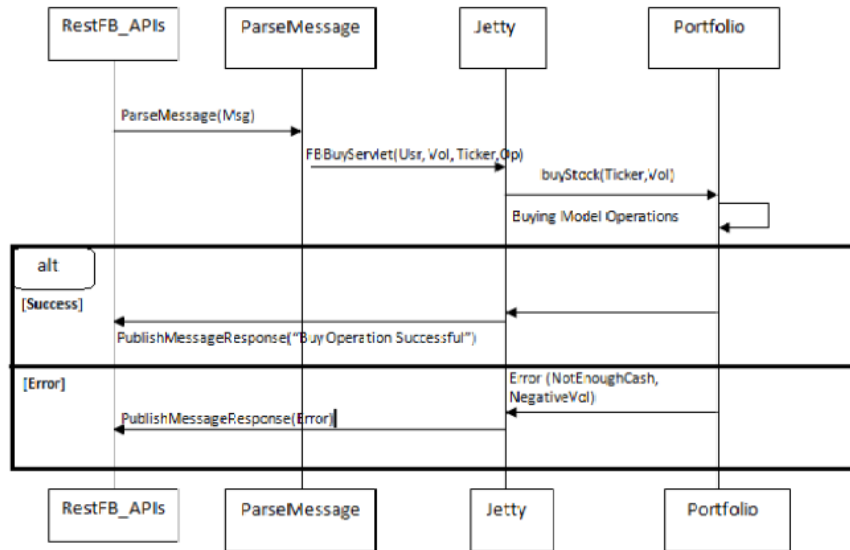 RestFB_APIs
ParseMessage
Jetty
Portfolio
ParseMessage(Msg)
FBBuyServlet(Usr, Vol, Ticker,Op)
buyStock(Ticker,Vol)
Buying Model Operations
alt
[Success]
PublishMessageResponse("Buy Operation Successful")
[Error]
Error (NotEnoughCash,
NegativeVol)
PublishMessageResponse(Error)
RestFB_APIs
ParseMessage
Jetty
Portfolio